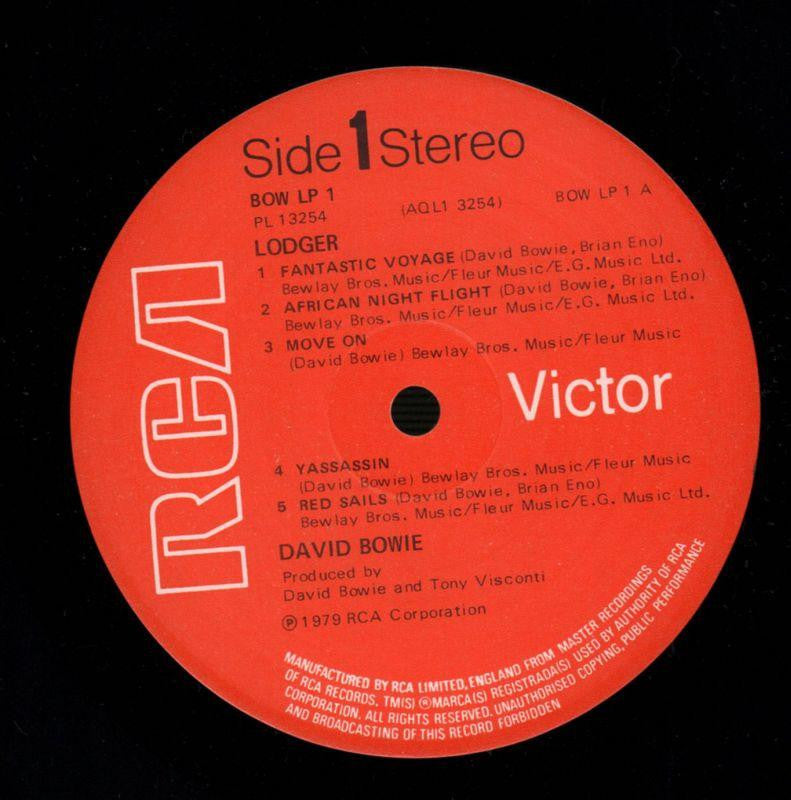 Side 1 Stereo
BOW LP 1
PL 13254
(AQL1 3254)
BOW LP 1 A
LODGER
1 FANTASTIC VOYAGE (David Bowie, Brian Eno)
Bewlay Bros. Music/Fleur Music/E.G. Music Ltd.
2 AFRICAN NIGHT FLIGHT (David Bowie, Brian Eno)
Bewlay Bros. Music/Fleur Music/E.G. Music Ltd.
3 MOVE ON
(David Bowie) Bewlay Bros. Music/Fleur Music
RCA
Victor
4 YASSASSIN
(David Bowie) Bewlay Bros. Music/Fleur Music
5 RED SAILS (David Bowie, Brian Eno)
Bewlay Bros. Music/Fleur Music/E.G. Music Ltd.
DAVID BOWIE
Produced by
David Bowie and Tony Visconti
℗ 1979 RCA Corporation
MANUFACTURED BY RCA LIMITED, ENGLAND FROM MASTER RECORDINGS
OF RCA RECORDS. TM(S) ® MARCA(S) REGISTRADA(S) USED BY AUTHORITY OF RCA
CORPORATION. ALL RIGHTS RESERVED. UNAUTHORISED COPYING, PUBLIC PERFORMANCE
AND BROADCASTING OF THIS RECORD FORBIDDEN